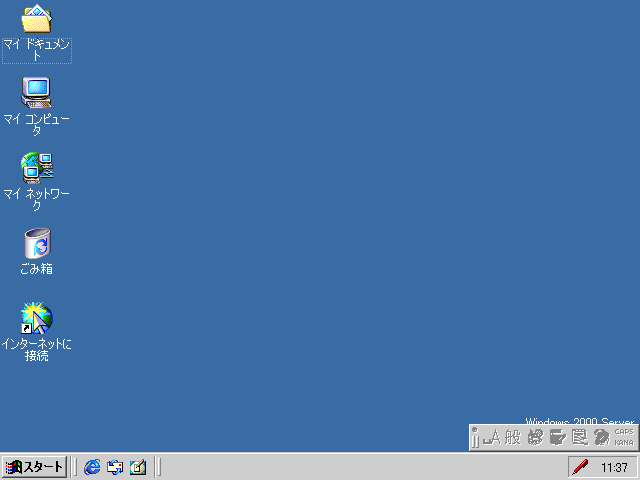 マイ ドキュメン
ト
マイ コンピュー
タ
マイ ネットワー
ク
ごみ箱
インターネットに
接続
Windows 2000 Server
A 般
CAPS
KANA
スタート
11:37